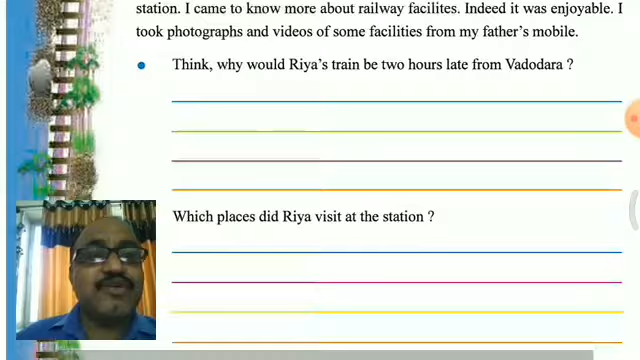 station. I came to know more about railway facilites. Indeed it was enjoyable. I
took photographs and videos of some facilities from my father's mobile.
● Think, why would Riya's train be two hours late from Vadodara ?
Which places did Riya visit at the station ?